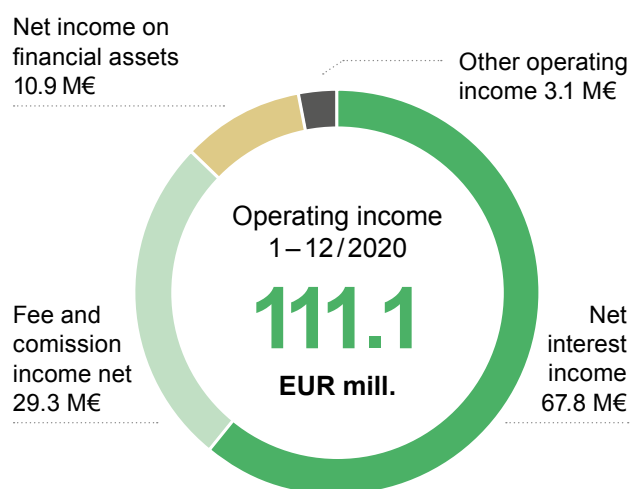 Net income on
financial assets
10.9 M€
Other operating
income 3.1 M€
Operating income
1–12/2020
111.1
EUR mill.
Fee and
comission
income net
29.3 M€
Net
interest
income
67.8 M€